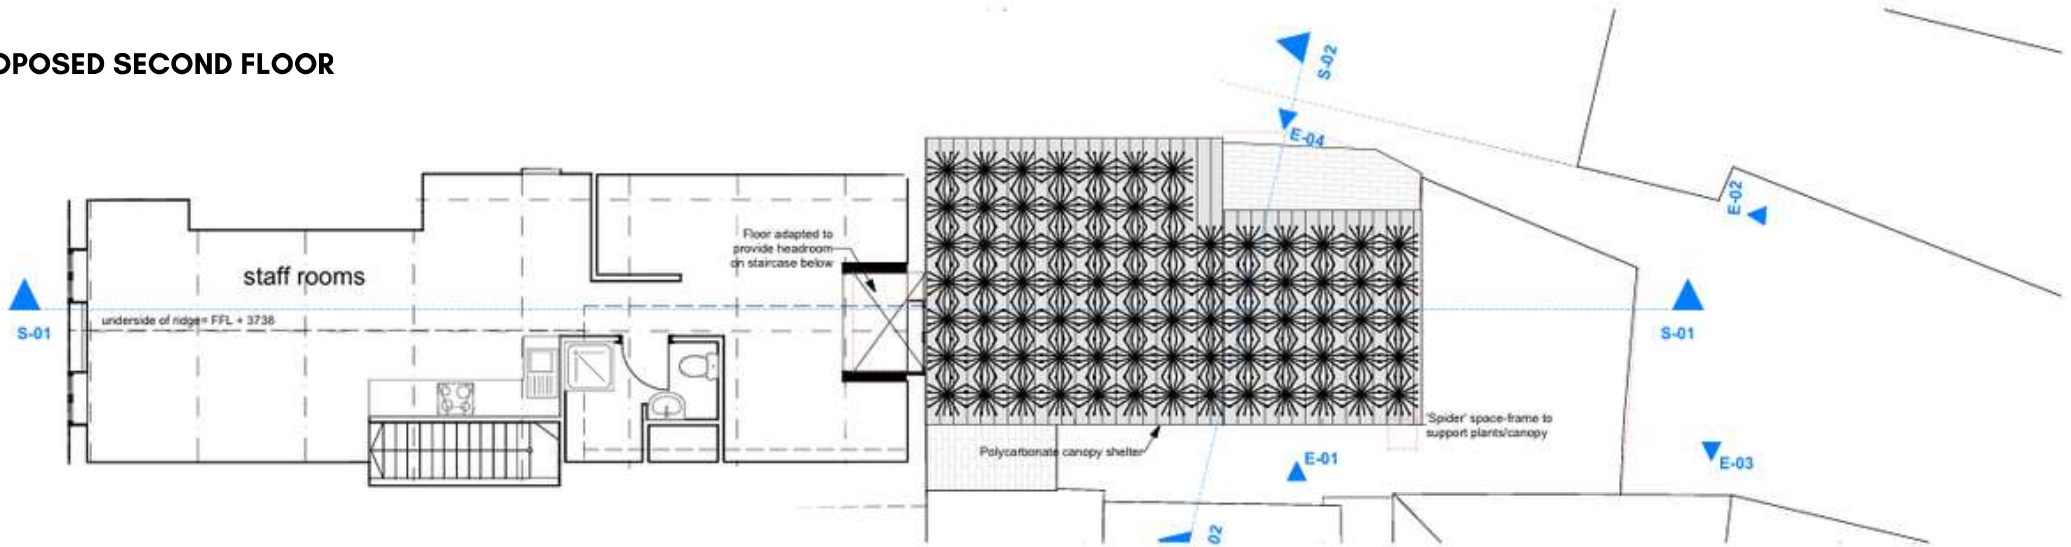 OPOSED SECOND FLOOR
S-02
E-04
E-02
Floor adapted to
provide headroom
on staircase below
staff rooms
underside of ridge= FFL + 3738
S-01
S-01
'Spider' space-frame to
support plants/canopy
Polycarbonate canopy shelter
E-01
E-03
02